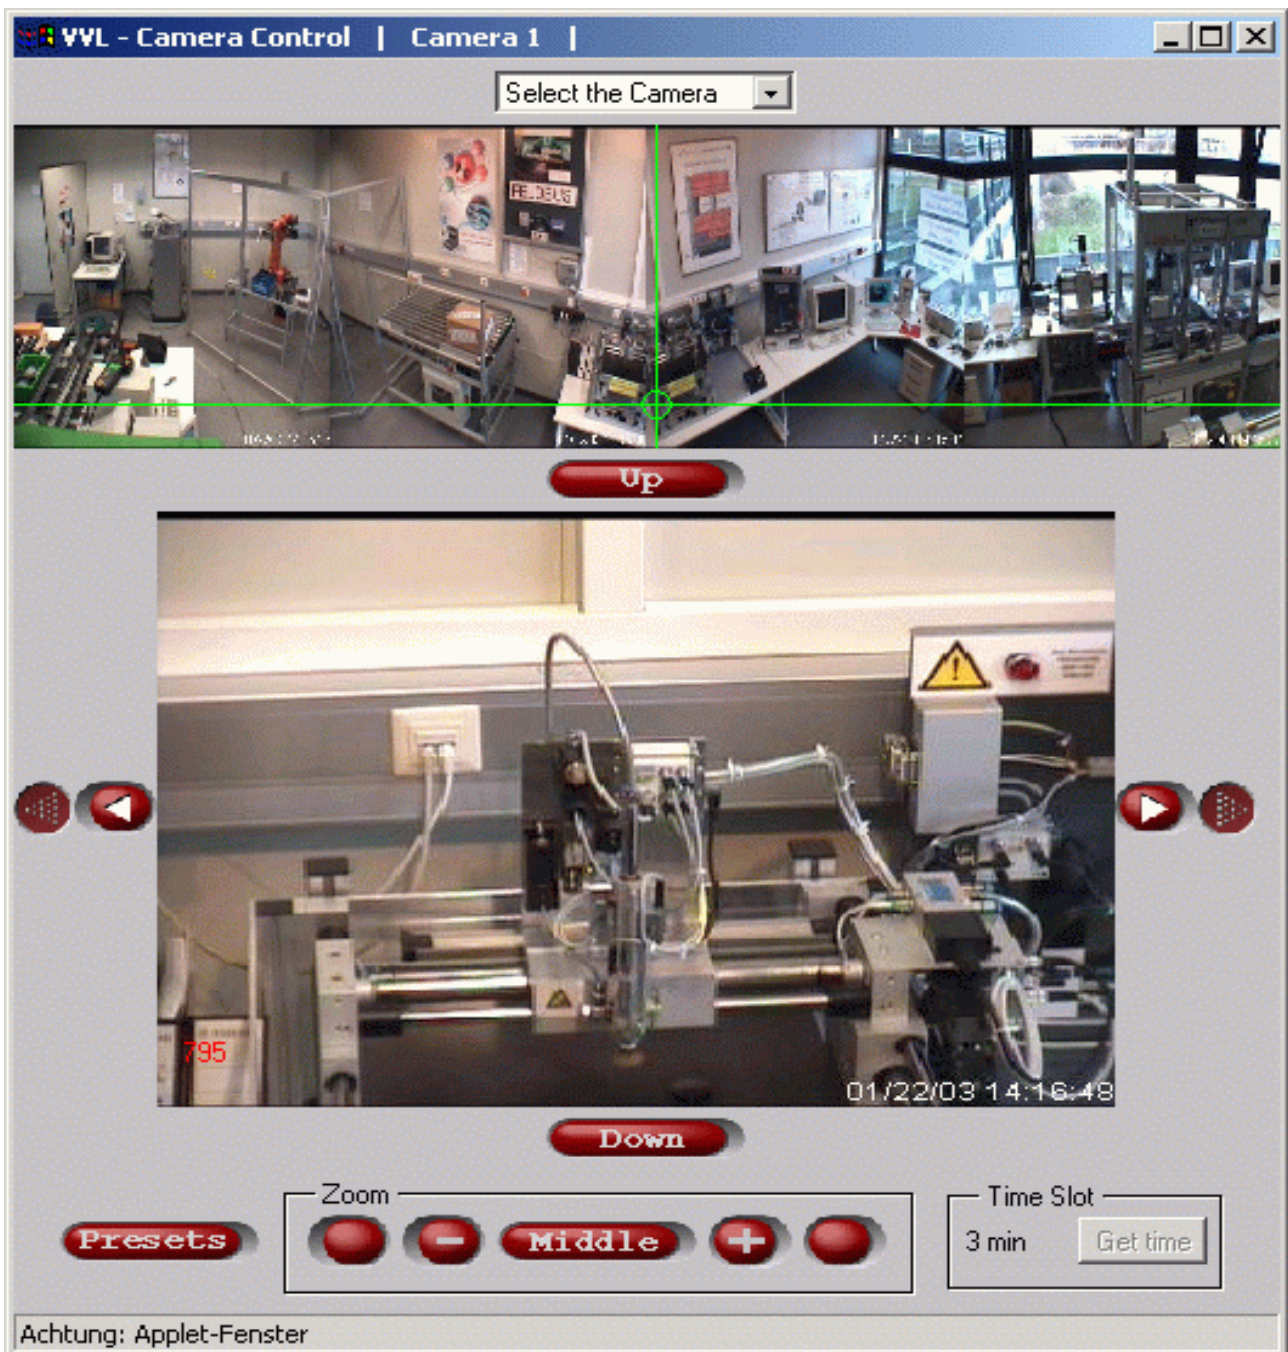 VVL - Camera Control | Camera 1 |
Select the Camera
FELDBUS
Up
795
01/22/03 14:16:48
Down
Zoom
Time Slot
Presets
Middle
3 min
Get time
Achtung: Applet-Fenster